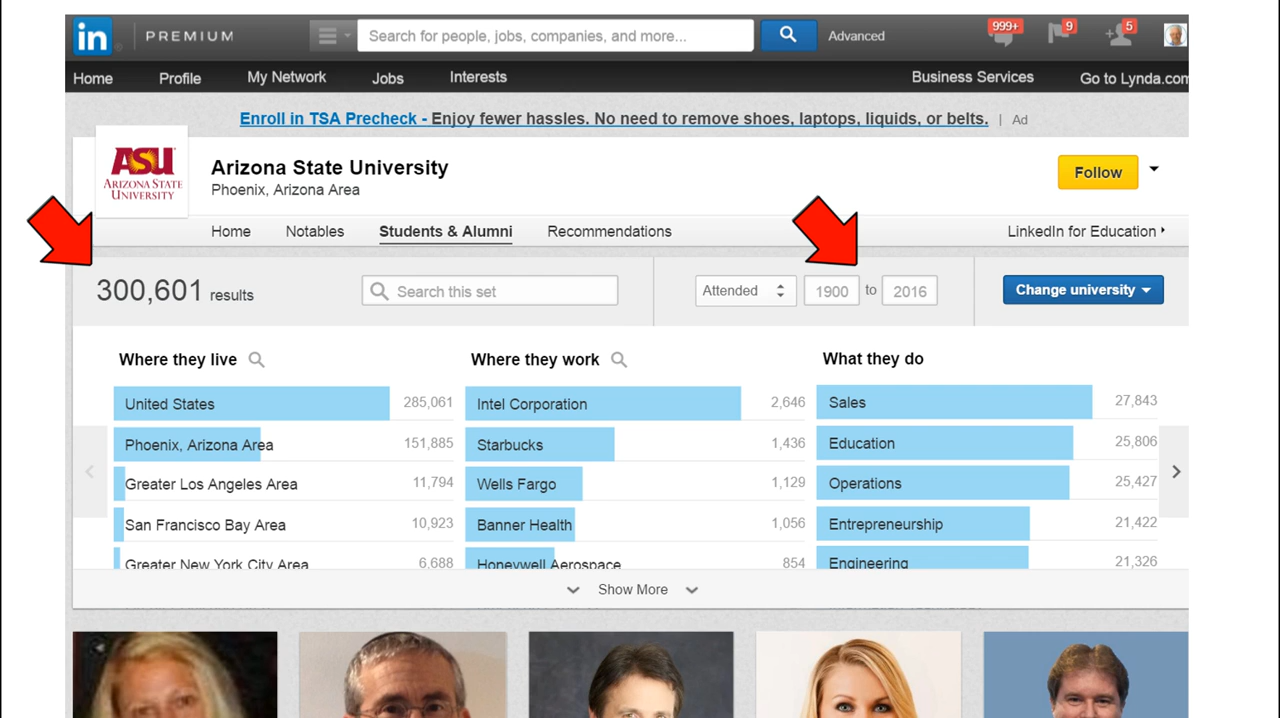 in PREMIUM Search for people, jobs, companies, and more... Advanced 999+ 9 5
Home Profile My Network Jobs Interests Business Services Go to Lynda.com
Enroll in TSA Precheck - Enjoy fewer hassles. No need to remove shoes, laptops, liquids, or belts. | Ad
ASU
ARIZONA STATE
UNIVERSITY
Arizona State University
Phoenix, Arizona Area
Follow
Home Notables Students & Alumni Recommendations LinkedIn for Education
300,601 results Search this set Attended 1900 to 2016 Change university
Where they live Where they work What they do
United States 285,061 Intel Corporation 2,646 Sales 27,843
Phoenix, Arizona Area 151,885 Starbucks 1,436 Education 25,806
Greater Los Angeles Area 11,794 Wells Fargo 1,129 Operations 25,427
San Francisco Bay Area 10,923 Banner Health 1,056 Entrepreneurship 21,422
Greater New York City Area 6,688 Honeywell Aerospace 854 Engineering 21,326
Show More